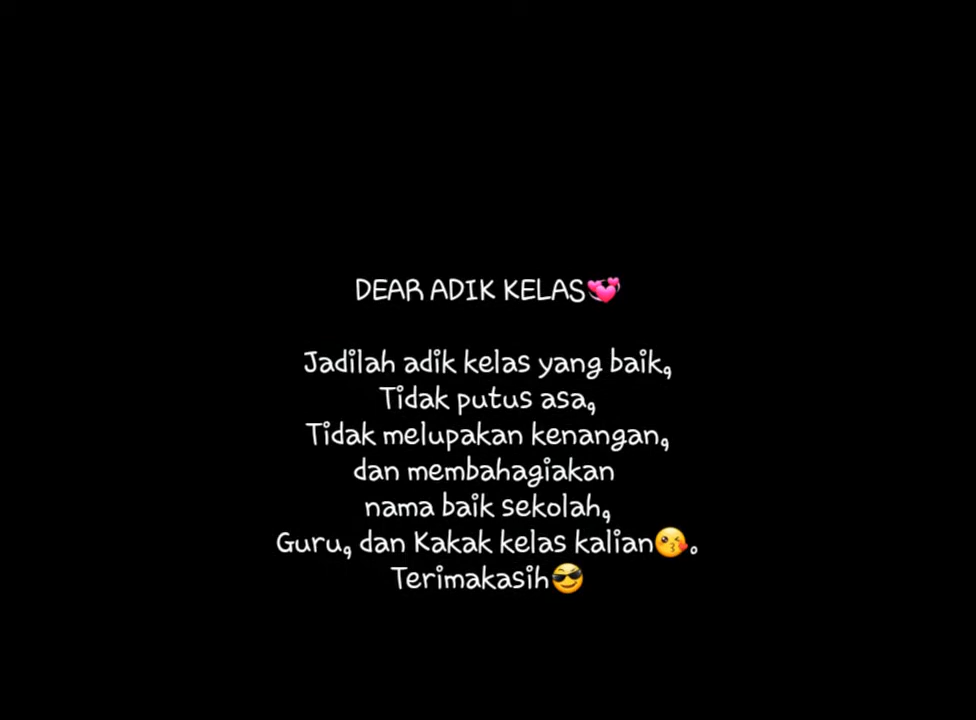 DEAR ADIK KELAS💞
Jadilah adik kelas yang baik,
Tidak putus asa,
Tidak melupakan kenangan,
dan membahagiakan
nama baik sekolah,
Guru, dan Kakak kelas kalian😘.
Terimakasih😎